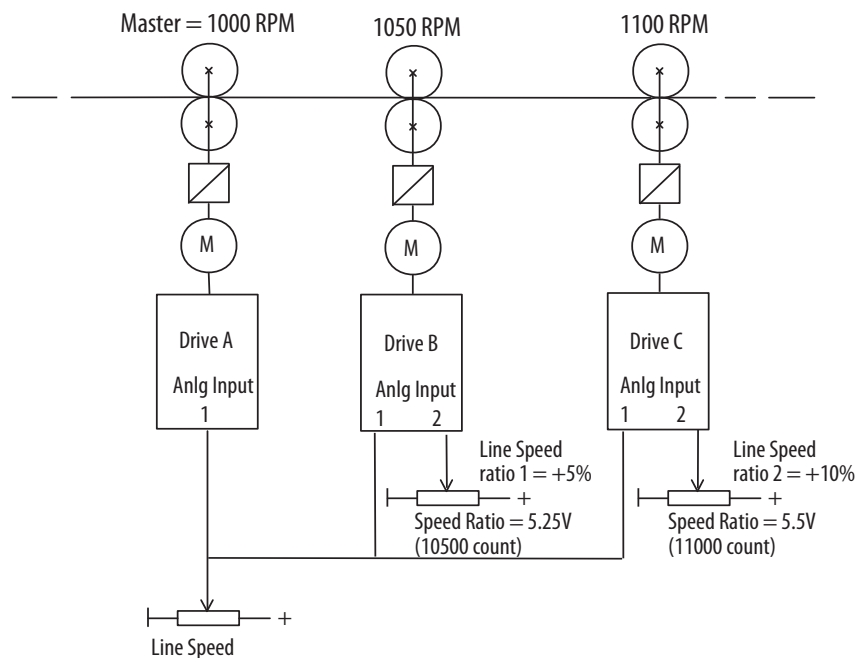 Master = 1000 RPM
1050 RPM
1100 RPM
M
M
M
Drive A
Anlg Input
1
Drive B
Anlg Input
1 2
Drive C
Anlg Input
1 2
Line Speed
ratio 1 = +5%
+
Speed Ratio = 5.25V
(10500 count)
Line Speed
ratio 2 = +10%
+
Speed Ratio = 5.5V
(11000 count)
+
Line Speed